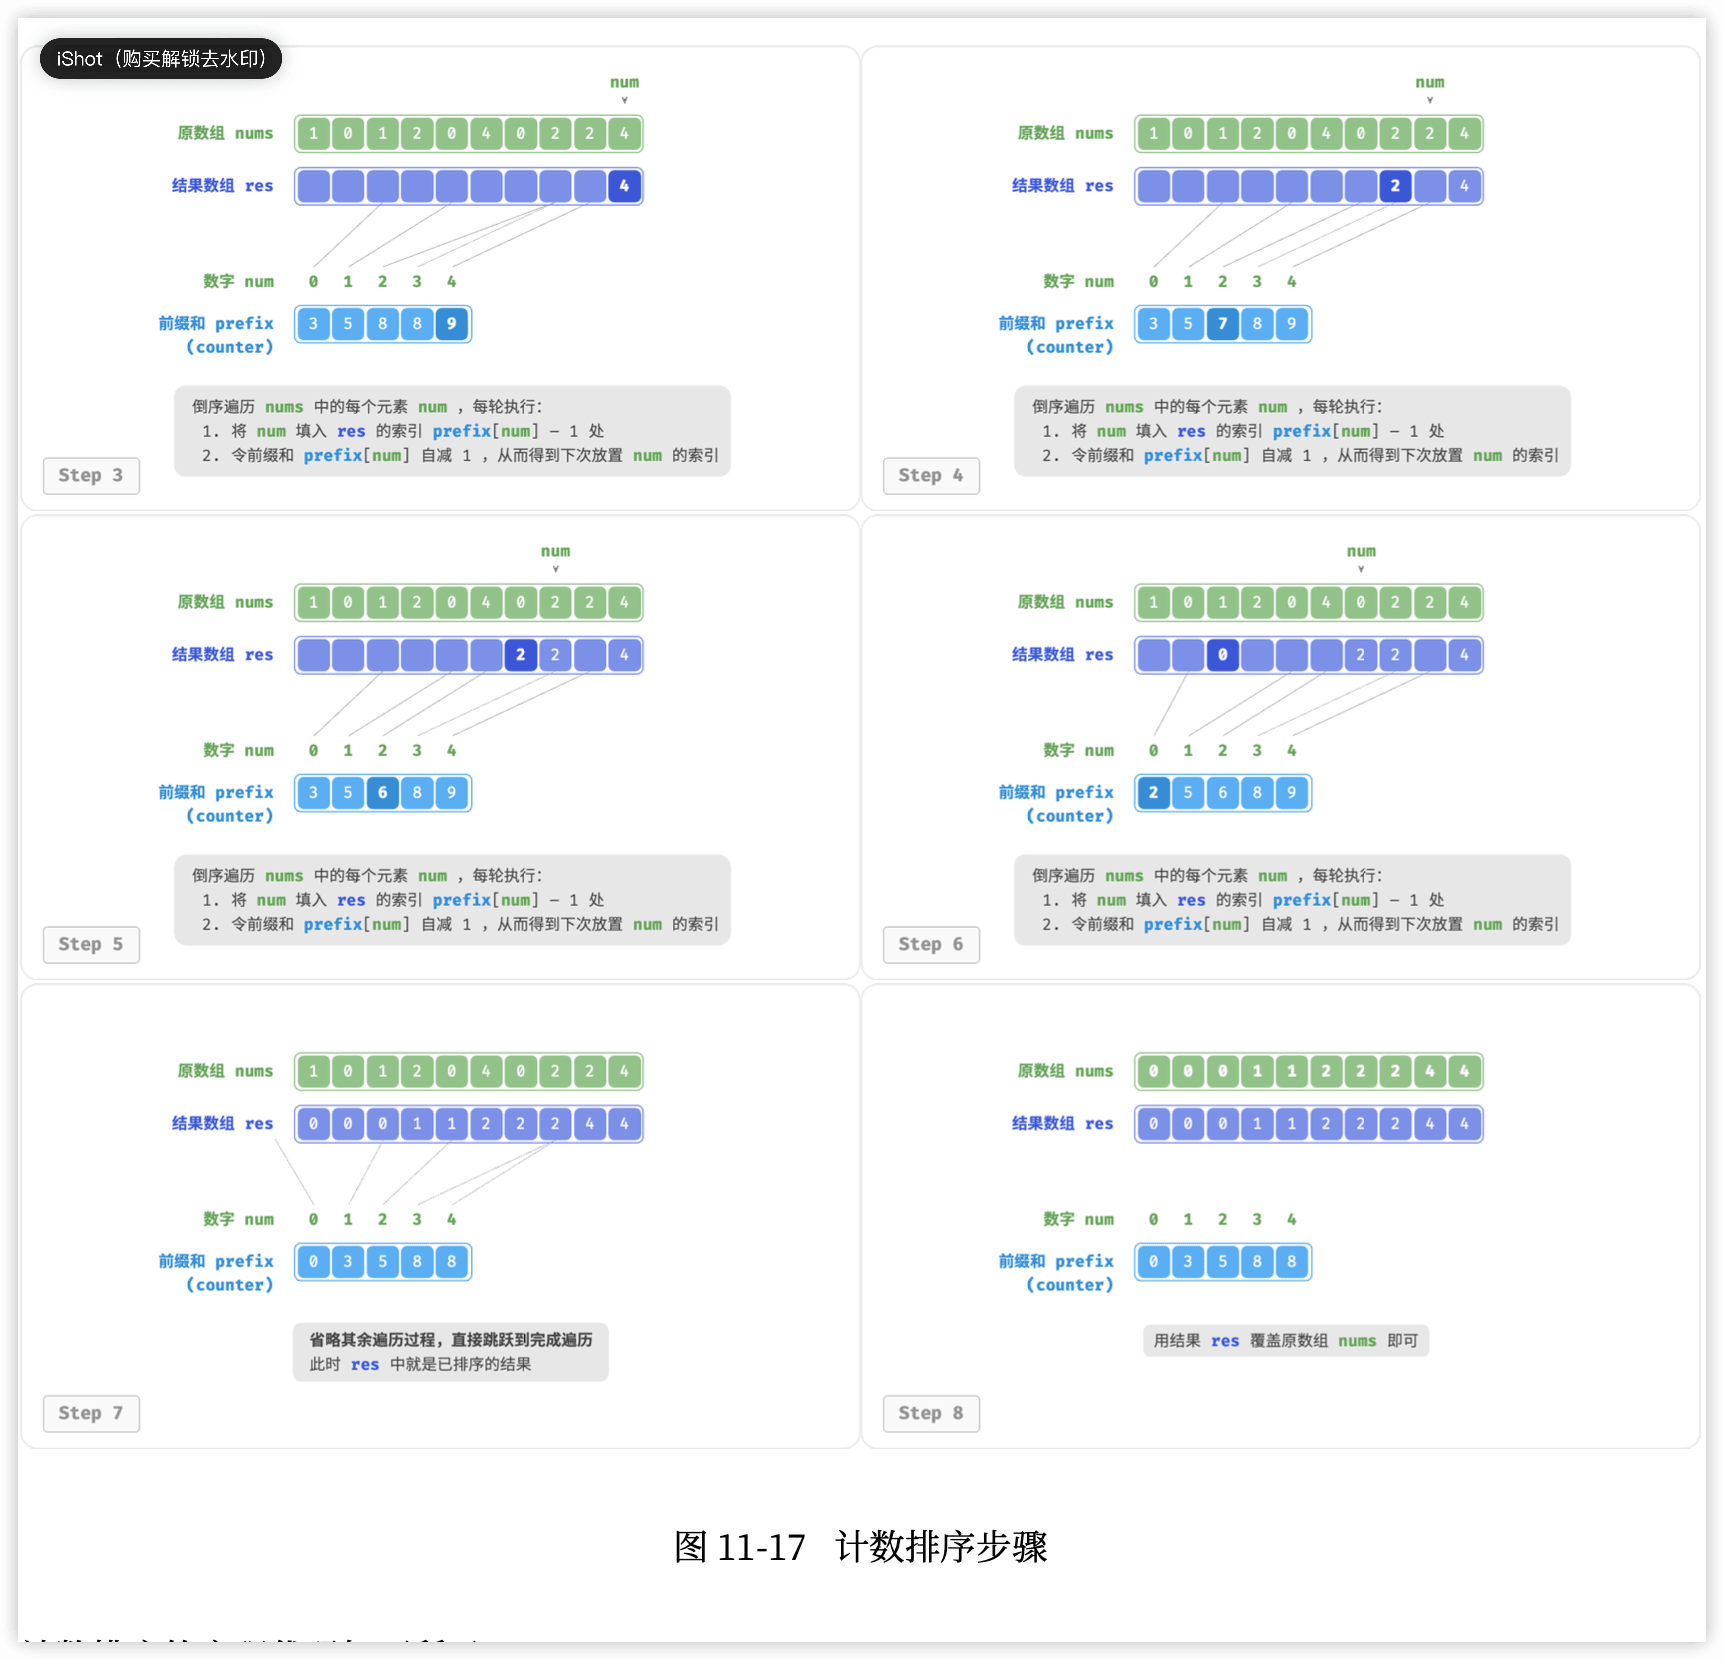 iShot（购买解锁去水印）
num
原数组 nums 1 0 1 2 0 4 0 2 2 4
结果数组 res 4
数字 num 0 1 2 3 4
前缀和 prefix 3 5 8 8 9
(counter)
倒序遍历 nums 中的每个元素 num ，每轮执行：
1. 将 num 填入 res 的索引 prefix[num] - 1 处
2. 令前缀和 prefix[num] 自减 1 ，从而得到下次放置 num 的索引
Step 3
num
原数组 nums 1 0 1 2 0 4 0 2 2 4
结果数组 res 2 4
数字 num 0 1 2 3 4
前缀和 prefix 3 5 7 8 9
(counter)
倒序遍历 nums 中的每个元素 num ，每轮执行：
1. 将 num 填入 res 的索引 prefix[num] - 1 处
2. 令前缀和 prefix[num] 自减 1 ，从而得到下次放置 num 的索引
Step 4
num
原数组 nums 1 0 1 2 0 4 0 2 2 4
结果数组 res 2 2 4
数字 num 0 1 2 3 4
前缀和 prefix 3 5 6 8 9
(counter)
倒序遍历 nums 中的每个元素 num ，每轮执行：
1. 将 num 填入 res 的索引 prefix[num] - 1 处
2. 令前缀和 prefix[num] 自减 1 ，从而得到下次放置 num 的索引
Step 5
num
原数组 nums 1 0 1 2 0 4 0 2 2 4
结果数组 res 0 2 2 4
数字 num 0 1 2 3 4
前缀和 prefix 2 5 6 8 9
(counter)
倒序遍历 nums 中的每个元素 num ，每轮执行：
1. 将 num 填入 res 的索引 prefix[num] - 1 处
2. 令前缀和 prefix[num] 自减 1 ，从而得到下次放置 num 的索引
Step 6
原数组 nums 1 0 1 2 0 4 0 2 2 4
结果数组 res 0 0 0 1 1 2 2 2 4 4
数字 num 0 1 2 3 4
前缀和 prefix 0 3 5 8 8
(counter)
省略其余遍历过程，直接跳跃到完成遍历
此时 res 中就是已排序的结果
Step 7
原数组 nums 0 0 0 1 1 2 2 2 4 4
结果数组 res 0 0 0 1 1 2 2 2 4 4
数字 num 0 1 2 3 4
前缀和 prefix 0 3 5 8 8
(counter)
用结果 res 覆盖原数组 nums 即可
Step 8
图 11-17 计数排序步骤